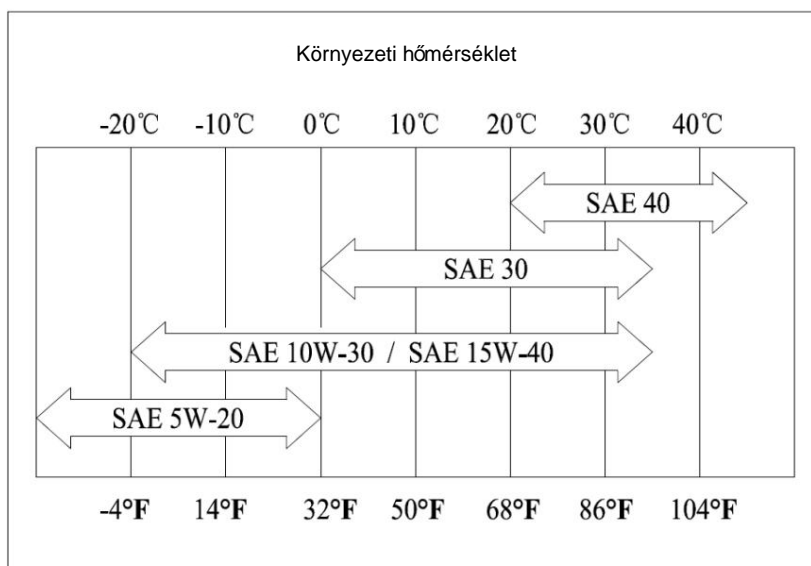 Környezeti hőmérséklet
-20℃ -10℃ 0℃ 10℃ 20℃ 30℃ 40℃
SAE 40
SAE 30
SAE 10W-30 / SAE 15W-40
SAE 5W-20
-4°F 14°F 32°F 50°F 68°F 86°F 104°F